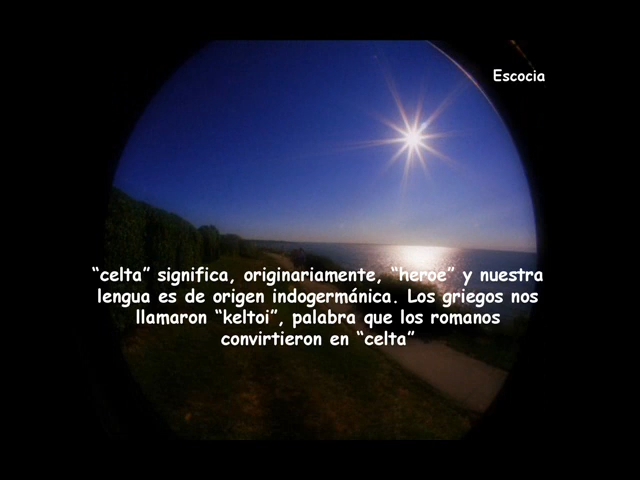 Escocia
“celta” significa, originariamente, “heroe” y nuestra
lengua es de origen indogermánica. Los griegos nos
llamaron “keltoi”, palabra que los romanos
convirtieron en “celta”